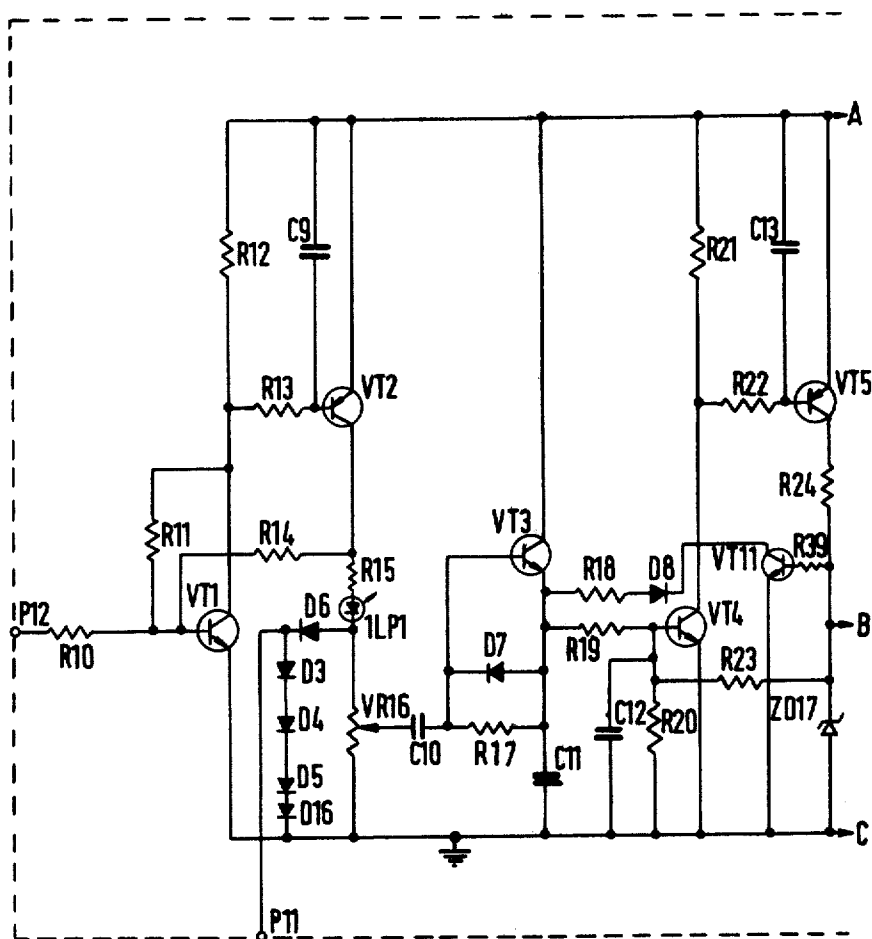 A
C9
C13
R12
R21
R13
VT2
R22
VT5
R24
R11
R14
VT3
R15
R18
D8
VT11
R39
P12
VT1
D6
1LP1
VT4
B
R10
R19
D3
D7
R23
VR16
D4
C12
R20
ZD17
C10
R17
C11
D5
D16
C
P11